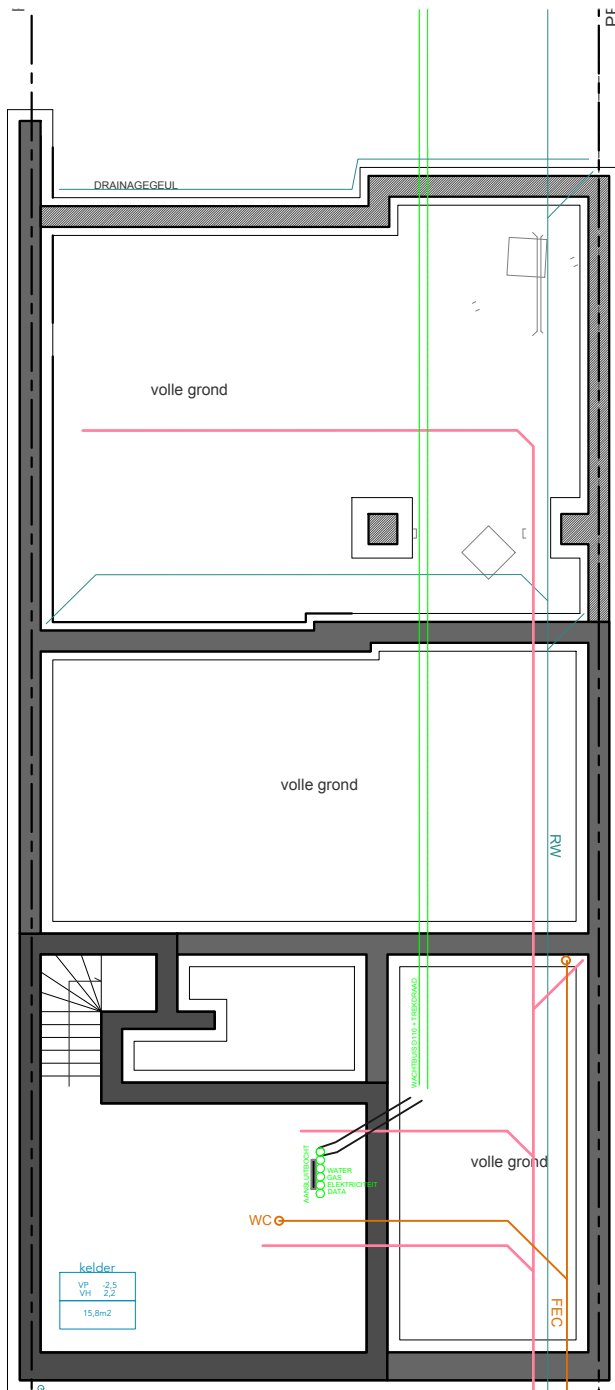 DRAINAGEGEUL
volle grond
volle grond
RW
WACHTBUIS D110 + TREKDRAAD
AANSLUITBOCHT
WATER
GAS
ELEKTRICITEIT
DATA
volle grond
WC
FEC
kelder
VP -2,5
VH 2,2
15,8m2